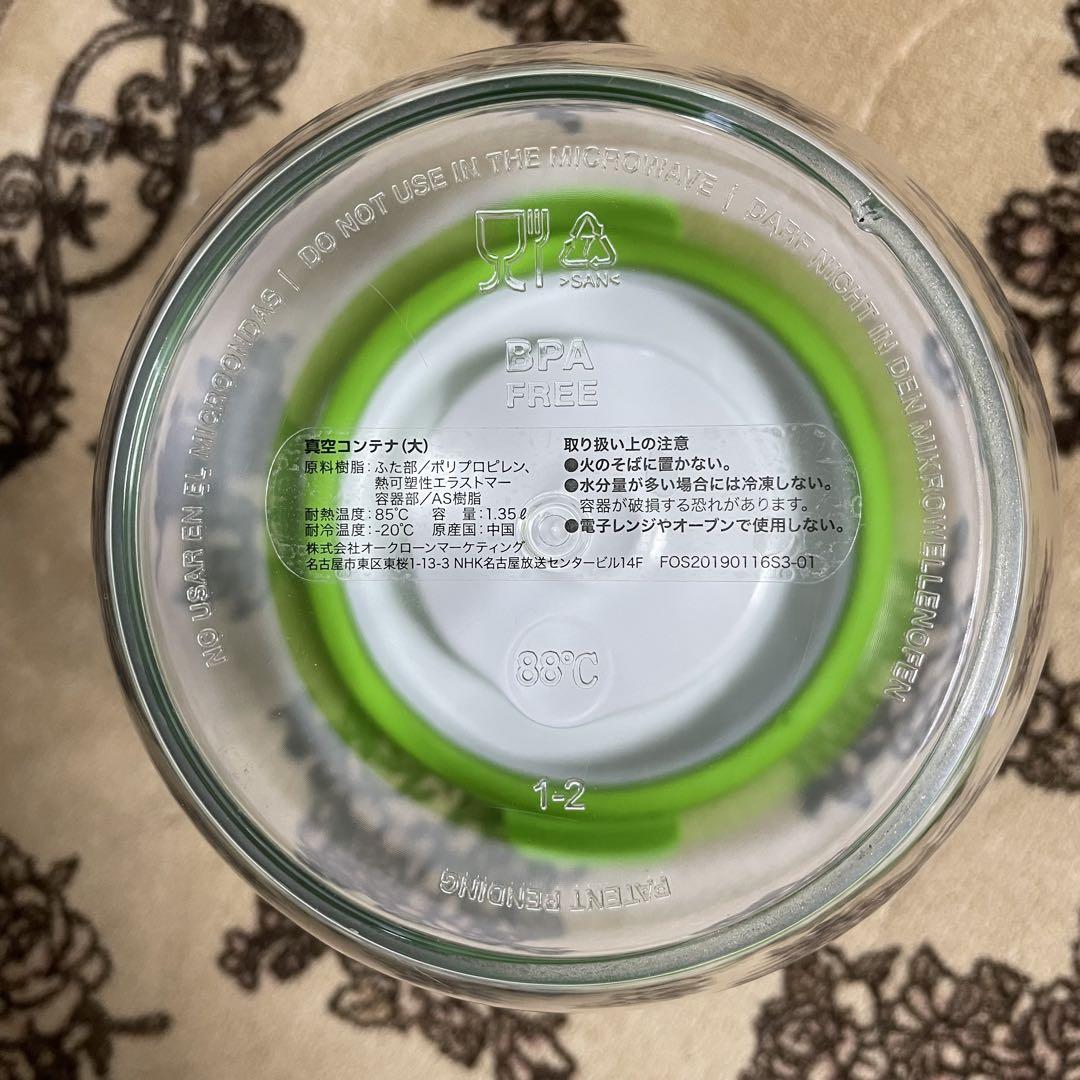 NO USAR EN EL MICROONDAS | DO NOT USE IN THE MICROWAVE | DARF NICHT IN DEN MIKROWELLENOFEN
7
>SAN<
BPA
FREE
真空コンテナ(大)
原料樹脂:ふた部/ポリプロピレン、
熱可塑性エラストマー
容器部/AS樹脂
耐熱温度:85℃ 容 量:1.35ℓ
耐冷温度:-20℃ 原産国:中国
株式会社オークローンマーケティング
名古屋市東区東桜1-13-3 NHK名古屋放送センタービル14F FOS20190116S3-01
取り扱い上の注意
●火のそばに置かない。
●水分量が多い場合には冷凍しない。
容器が破損する恐れがあります。
●電子レンジやオーブンで使用しない。
88℃
1-2
PATENT PENDING